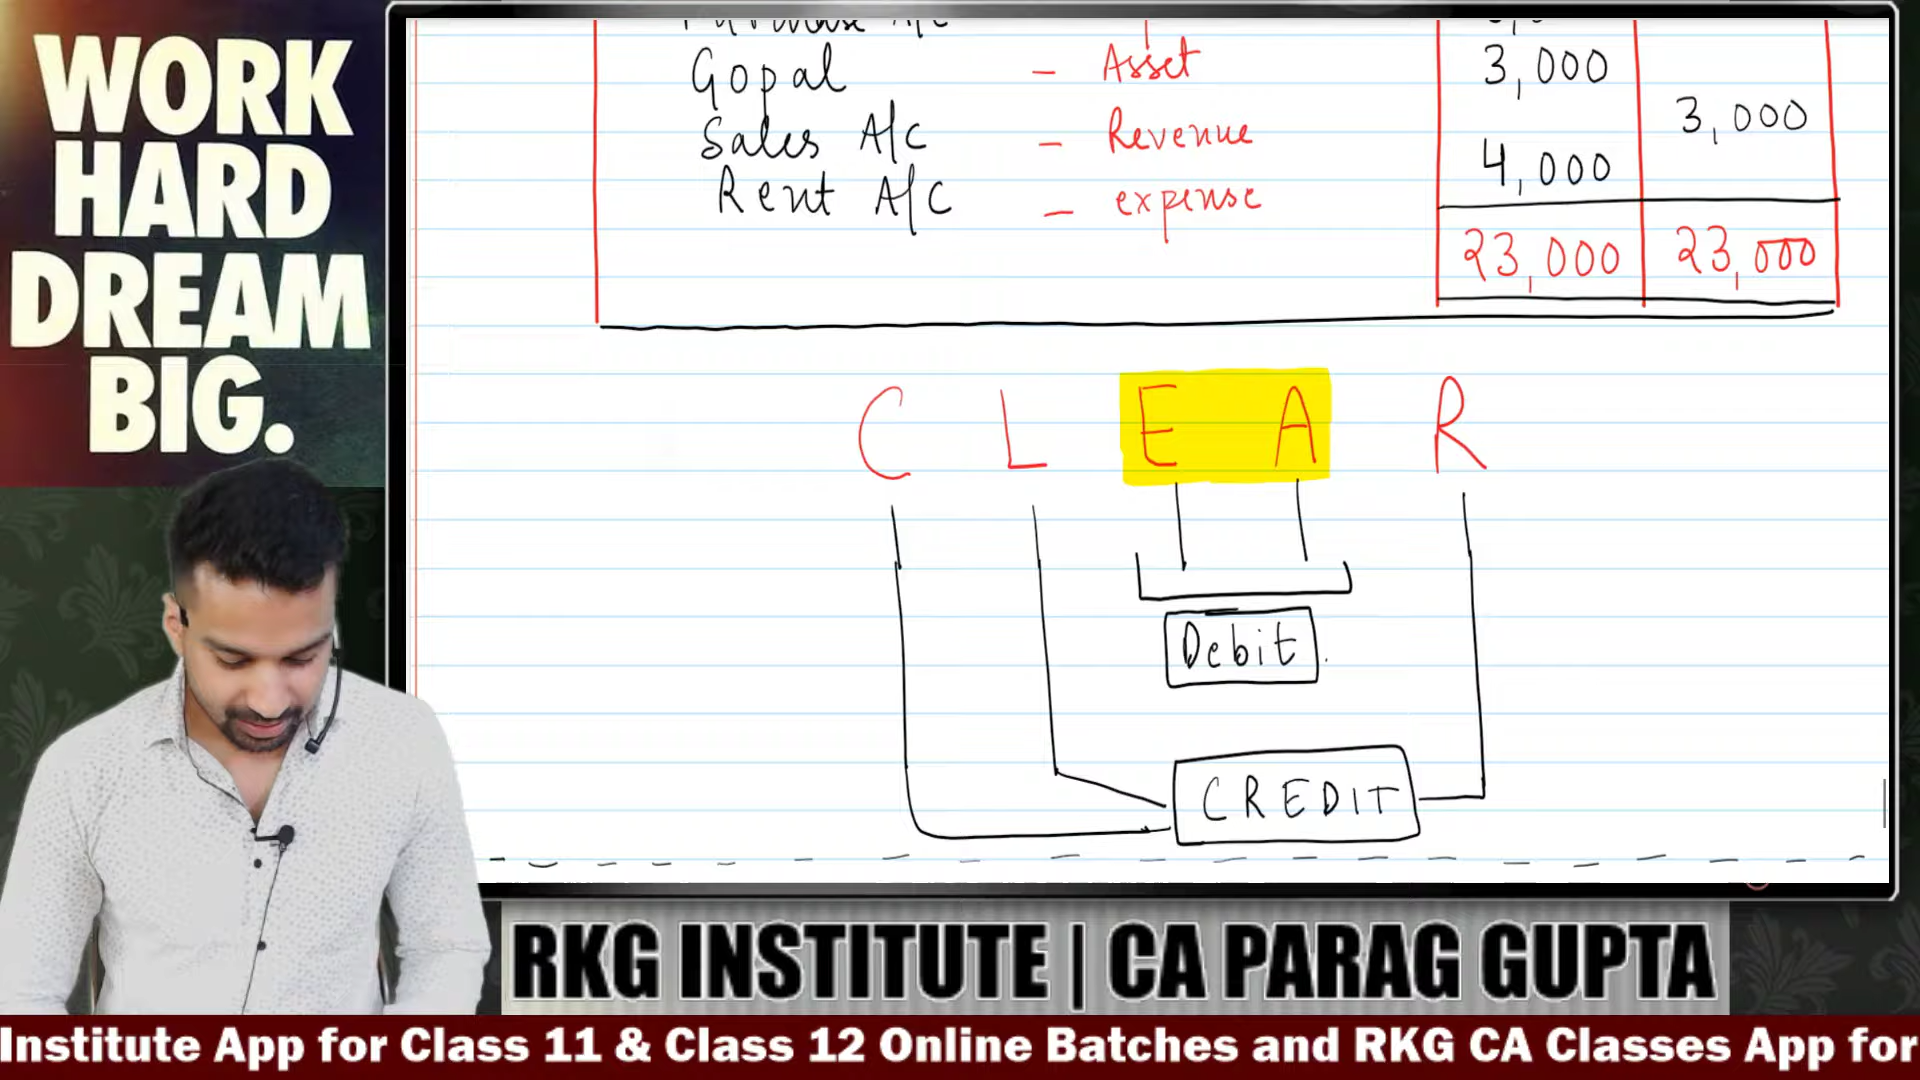 WORK
HARD
DREAM
BIG.
Gopal - Asset 3,000
Sales A/C - Revenue 3,000
Rent A/C - expense 4,000
23,000 23,000
C L E A R
Debit
CREDIT
RKG INSTITUTE | CA PARAG GUPTA
Institute App for Class 11 & Class 12 Online Batches and RKG CA Classes App for